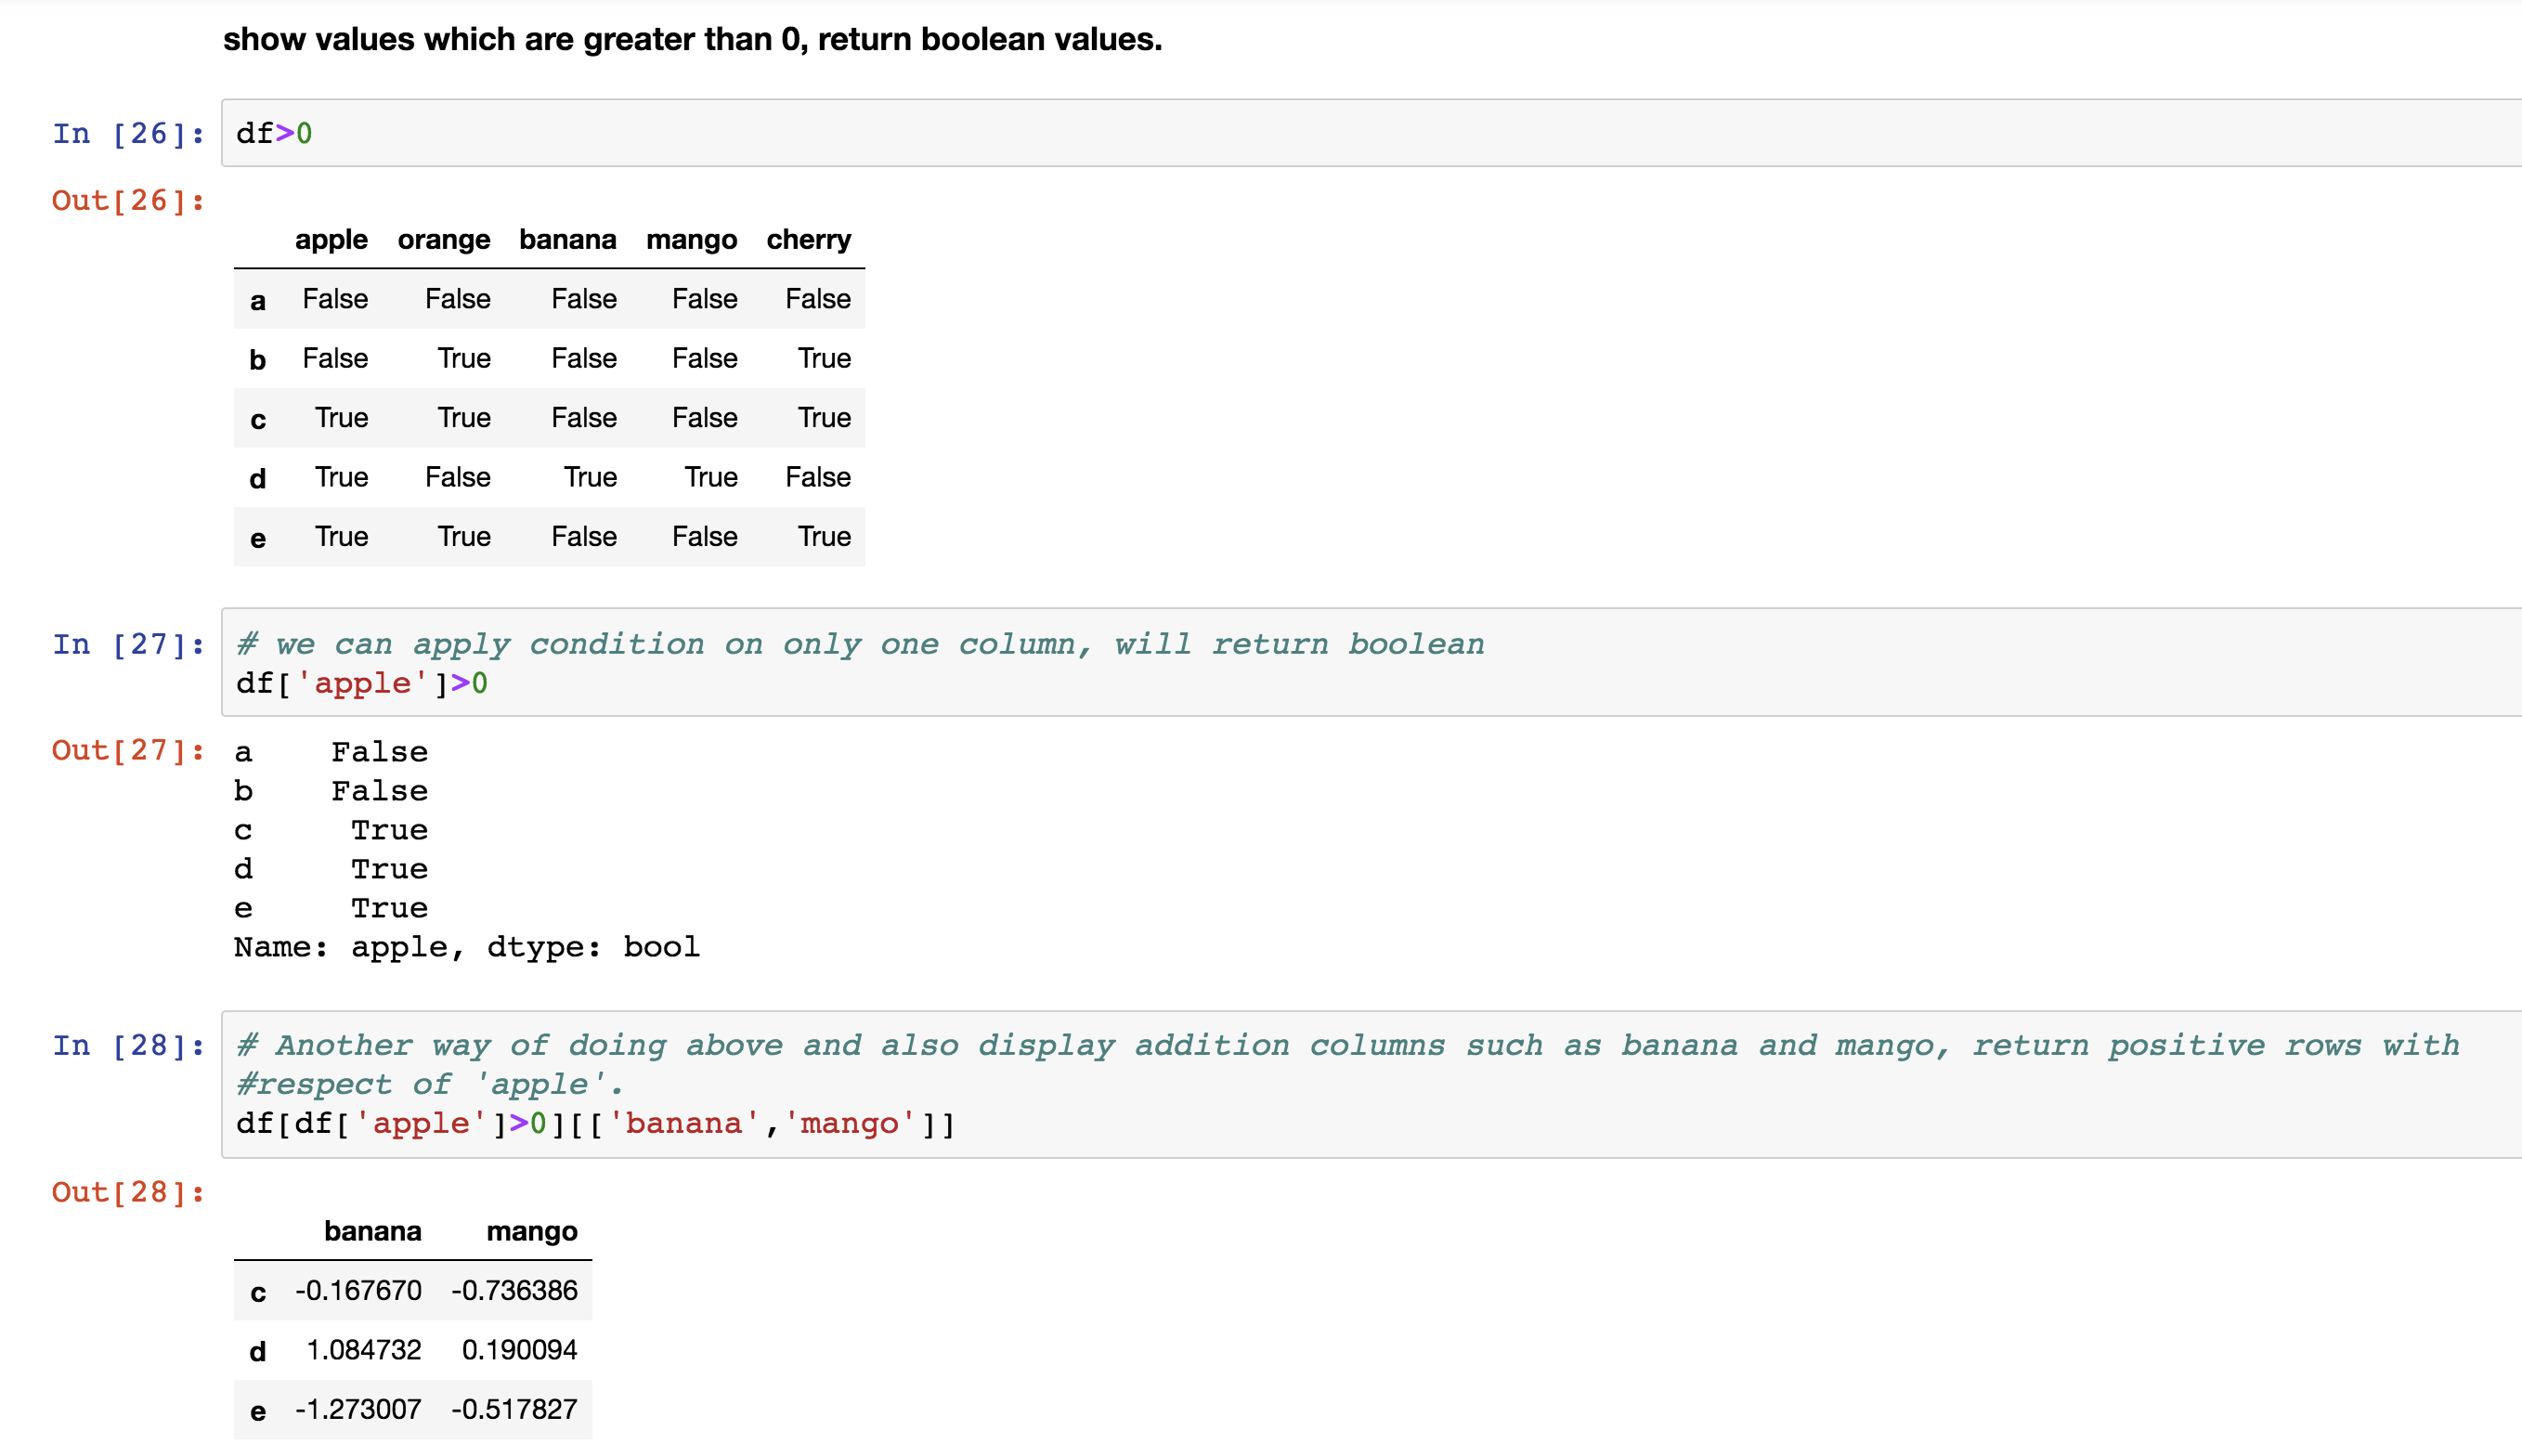 show values which are greater than 0, return boolean values.
In [26]: df>0
Out[26]:
apple orange banana mango cherry
a False False False False False
b False True False False True
c True True False False True
d True False True True False
e True True False False True
In [27]: # we can apply condition on only one column, will return boolean
df['apple']>0
Out[27]: a False
b False
c True
d True
e True
Name: apple, dtype: bool
In [28]: # Another way of doing above and also display addition columns such as banana and mango, return positive rows with
#respect of 'apple'.
df[df['apple']>0][['banana','mango']]
Out[28]:
banana mango
c -0.167670 -0.736386
d 1.084732 0.190094
e -1.273007 -0.517827